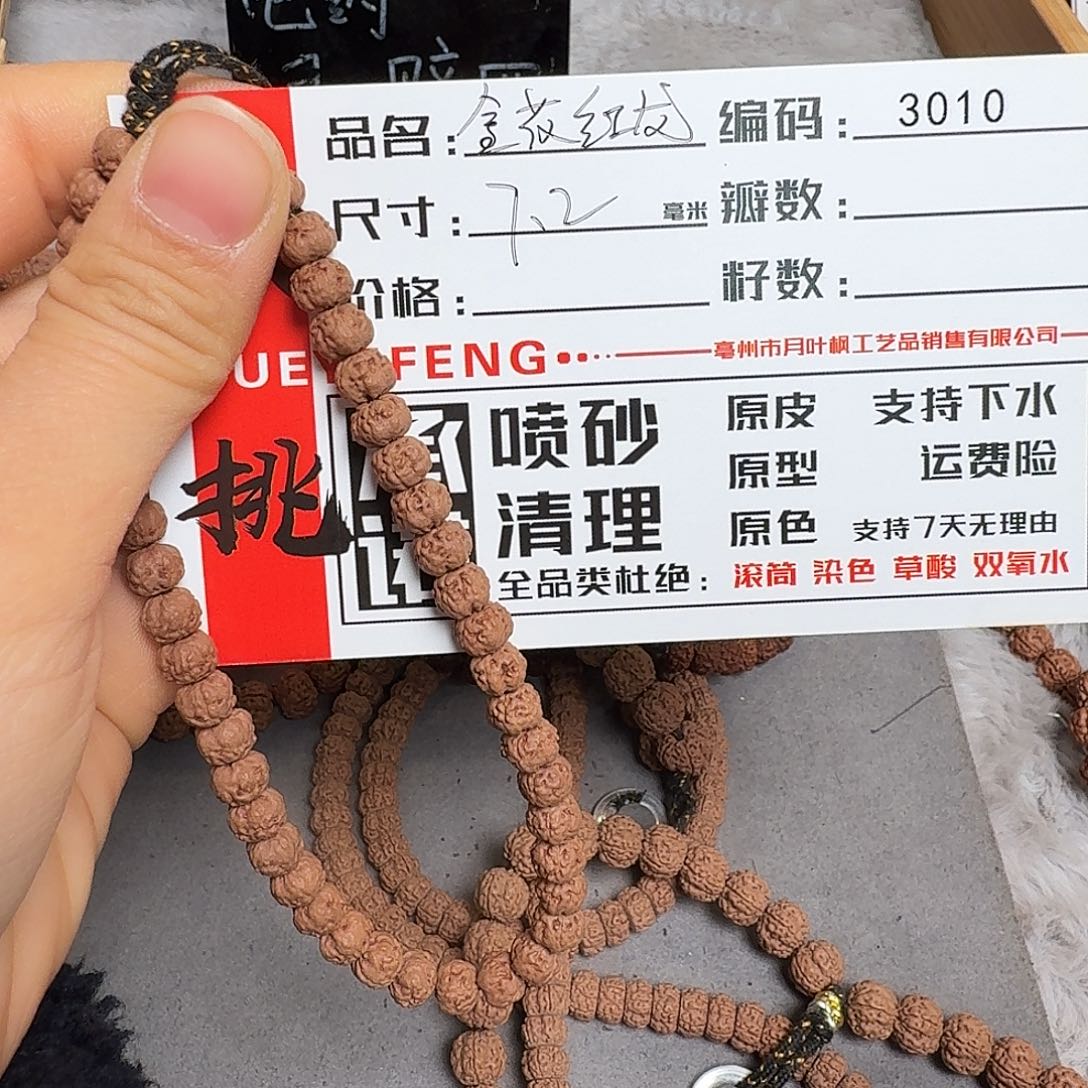 品名: 金花红皮 编码: 3010
尺寸: 7.2 毫米 瓣数:
价格: 籽数:
UE FENG
亳州市月叶枫工艺品销售有限公司
挑
喷砂
清理
原皮 支持下水
原型 运费险
原色 支持7天无理由
全品类杜绝: 滚筒 染色 草酸 双氧水